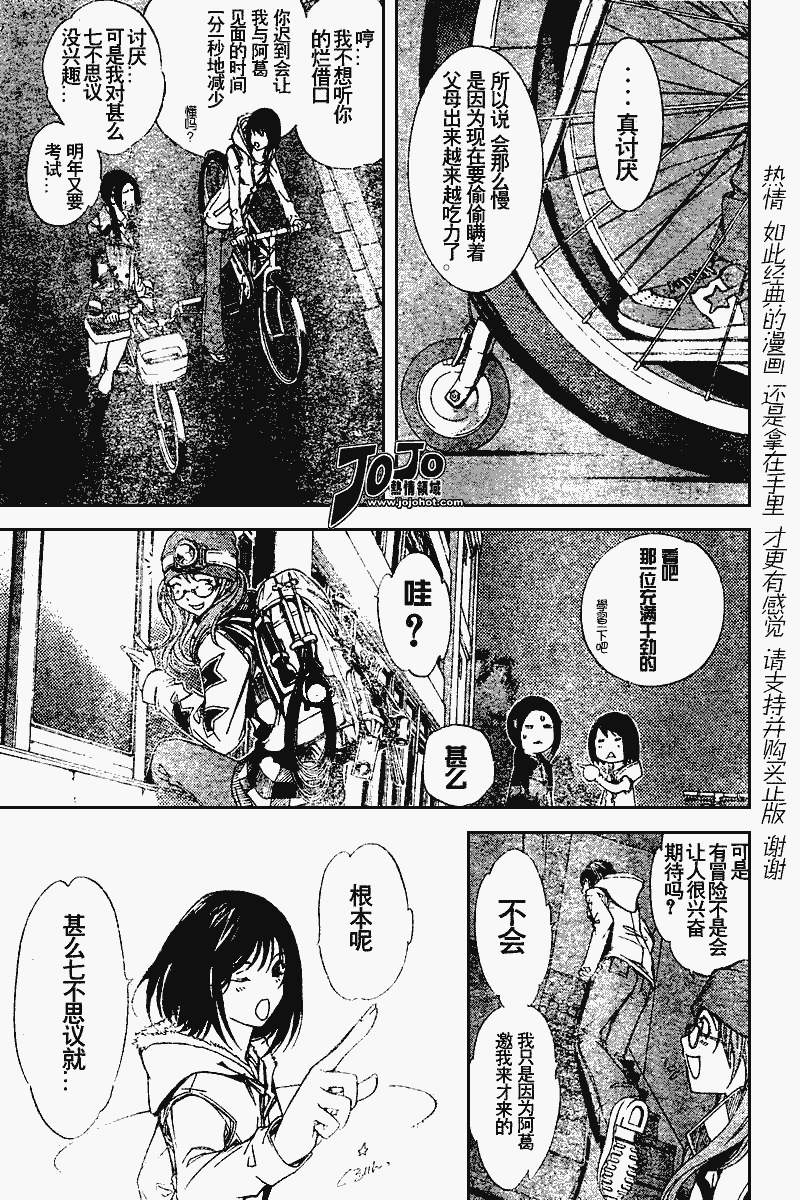 ....
真讨厌
所以说 会那么慢
是因为现在要偷偷瞒着
父母出来越来越吃力了。
哼...
我不想听你
的烂借口
你迟到会让
我与阿葛
见面的时间
一分一秒地减少
懂吗?
讨厌...
可是我对甚么
七不思议
没兴趣...
明年又要
考试...
JOJO
热情领域
www.jojohot.com
看吧
那一位充满干劲的
学习一下吧
哇?
甚么
可是
有冒险不是会
让人很兴奋
期待吗?
不会
我只是因为阿葛
邀我来才来的
根本呢
甚么七不思议就...
热情 如此经典的漫画 还是拿在手里 才更有感觉 请支持并购买正版 谢谢